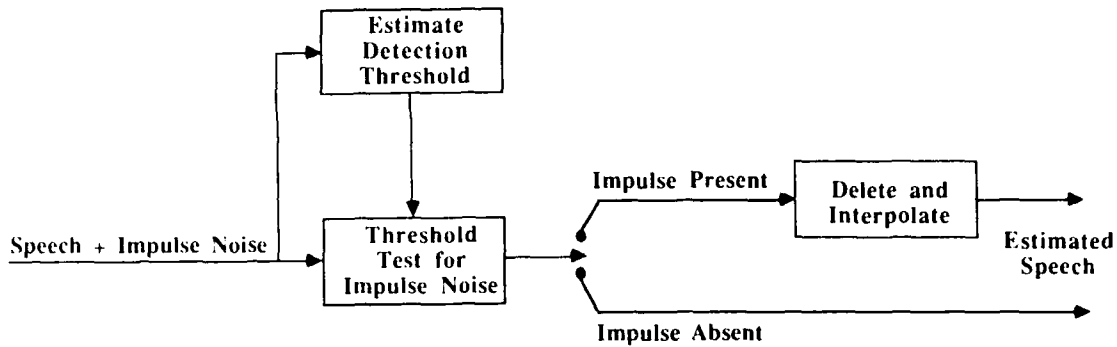 Estimate
Detection
Threshold
Speech + Impulse Noise
Threshold
Test for
Impulse Noise
Impulse Present
Delete and
Interpolate
Estimated
Speech
Impulse Absent